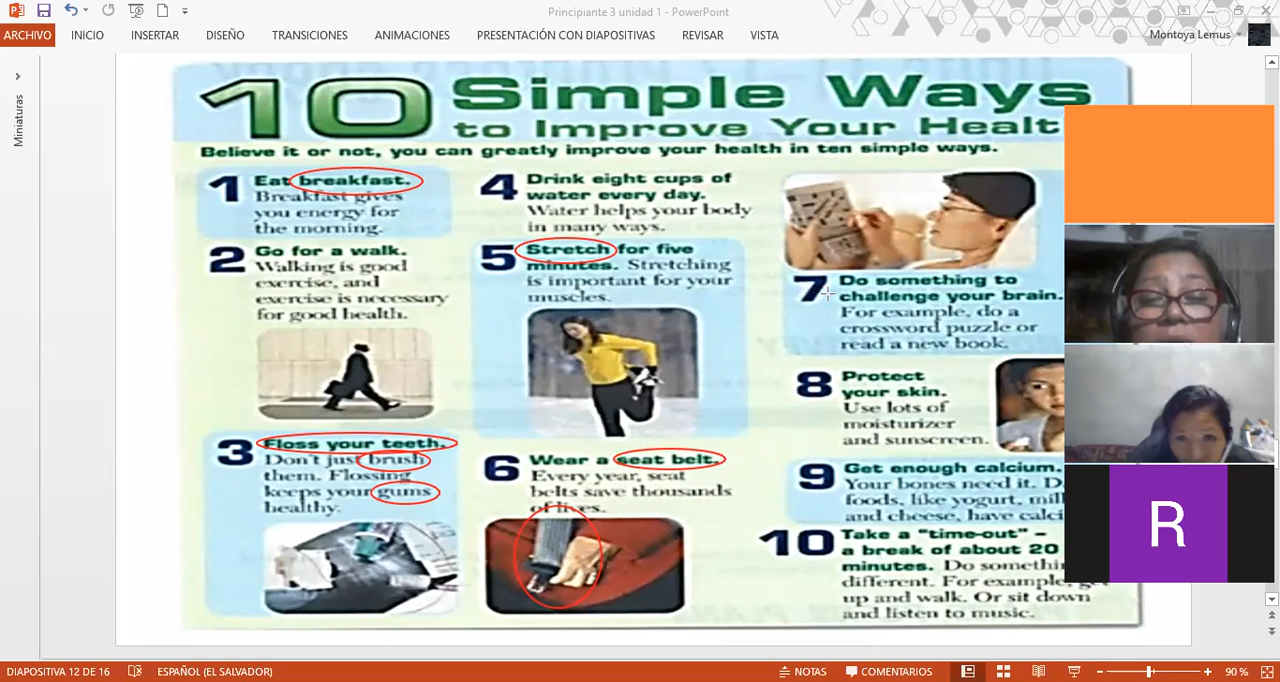 Principiante 3 unidad 1 - PowerPoint
ARCHIVO INICIO INSERTAR DISEÑO TRANSICIONES ANIMACIONES PRESENTACIÓN CON DIAPOSITIVAS REVISAR VISTA
Montoya Lemus
Miniaturas
10 Simple Ways
to Improve Your Healt
Believe it or not, you can greatly improve your health in ten simple ways.
1 Eat breakfast.
Breakfast gives
you energy for
the morning.
2 Go for a walk.
Walking is good
exercise, and
exercise is necessary
for good health.
3 Floss your teeth.
Don't just brush
them. Flossing
keeps your gums
healthy.
4 Drink eight cups of
water every day.
Water helps your body
in many ways.
5 Stretch for five
minutes. Stretching
is important for your
muscles.
6 Wear a seat belt.
Every year, seat
belts save thousands
of lives.
7 Do something to
challenge your brain.
For example, do a
crossword puzzle or
read a new book.
8 Protect
your skin.
Use lots of
moisturizer
and sunscreen.
9 Get enough calcium.
Your bones need it. D
foods, like yogurt, mil
and cheese, have calci
10 Take a "time-out" –
a break of about 20
minutes. Do somethin
different. For example, get
up and walk. Or sit down
and listen to music.
R
DIAPOSITIVA 12 DE 16 ESPAÑOL (EL SALVADOR) NOTAS COMENTARIOS 90 %